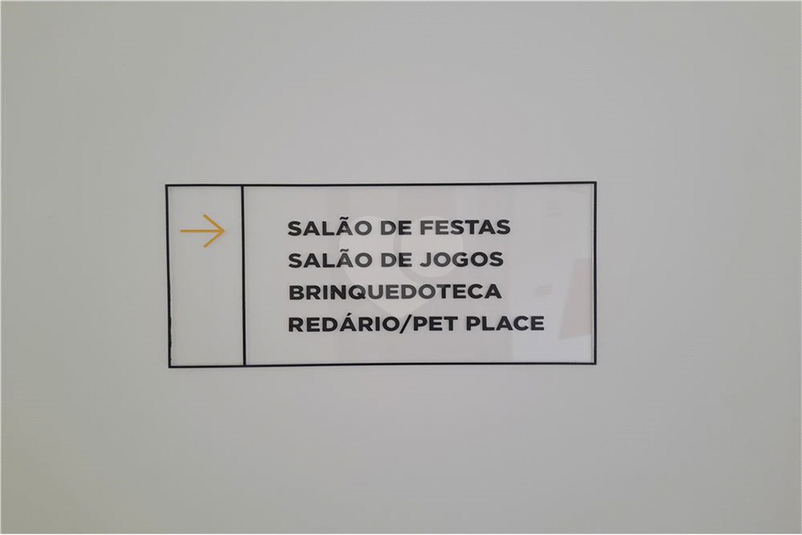 SALÃO DE FESTAS
SALÃO DE JOGOS
BRINQUEDOTECA
REDÁRIO/PET PLACE